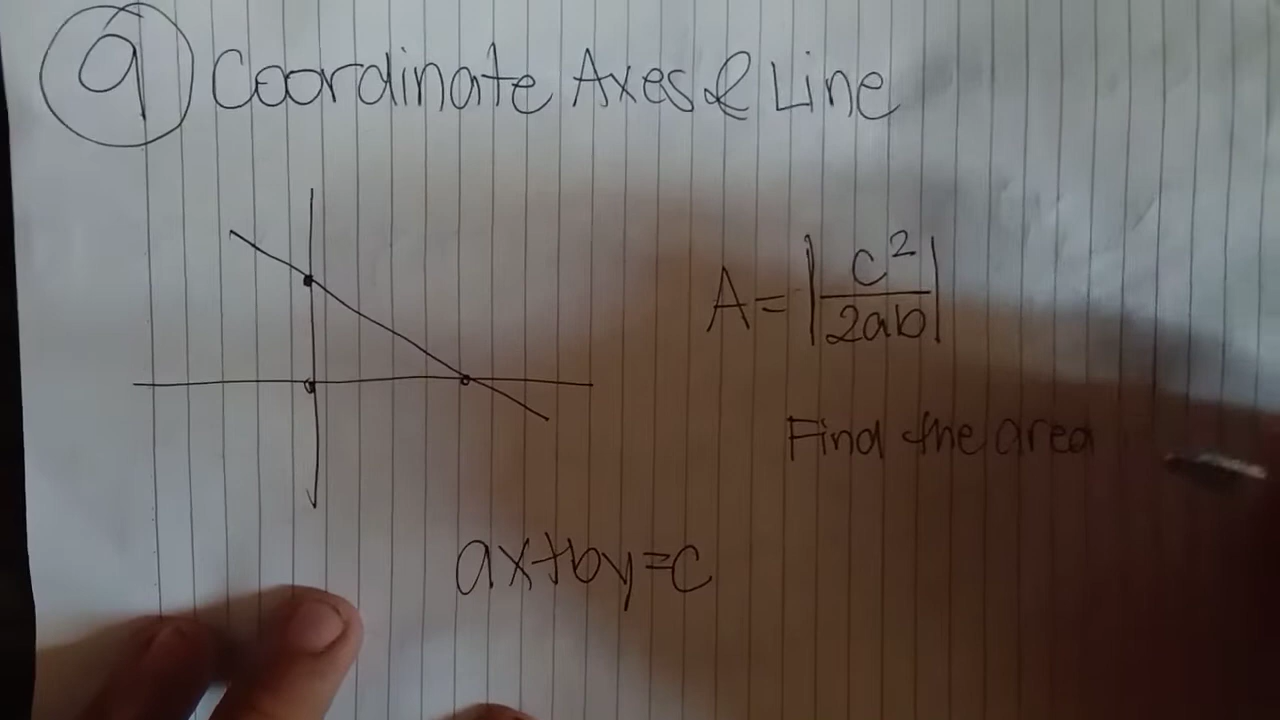 9 Coordinate Axes & Line
A = |c²/2ab|
Find the area
ax+by=c